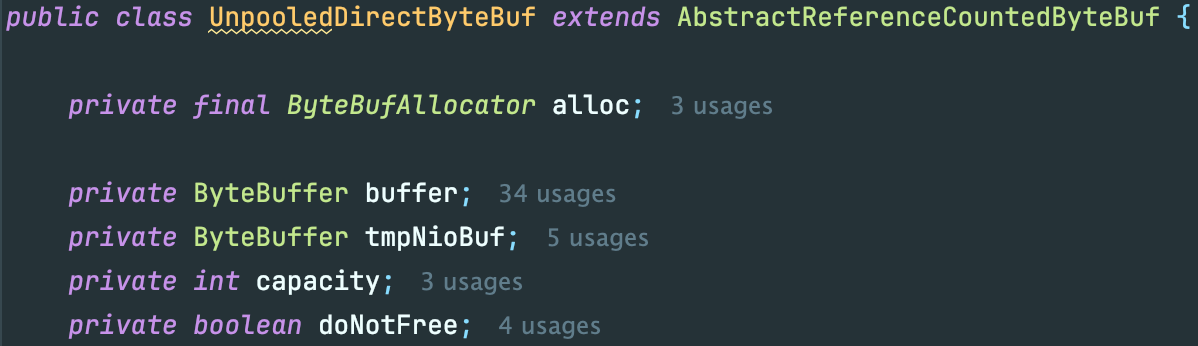 public class UnpooledDirectByteBuf extends AbstractReferenceCountedByteBuf {
private final ByteBufAllocator alloc; 3 usages
private ByteBuffer buffer; 34 usages
private ByteBuffer tmpNioBuf; 5 usages
private int capacity; 3 usages
private boolean doNotFree; 4 usages